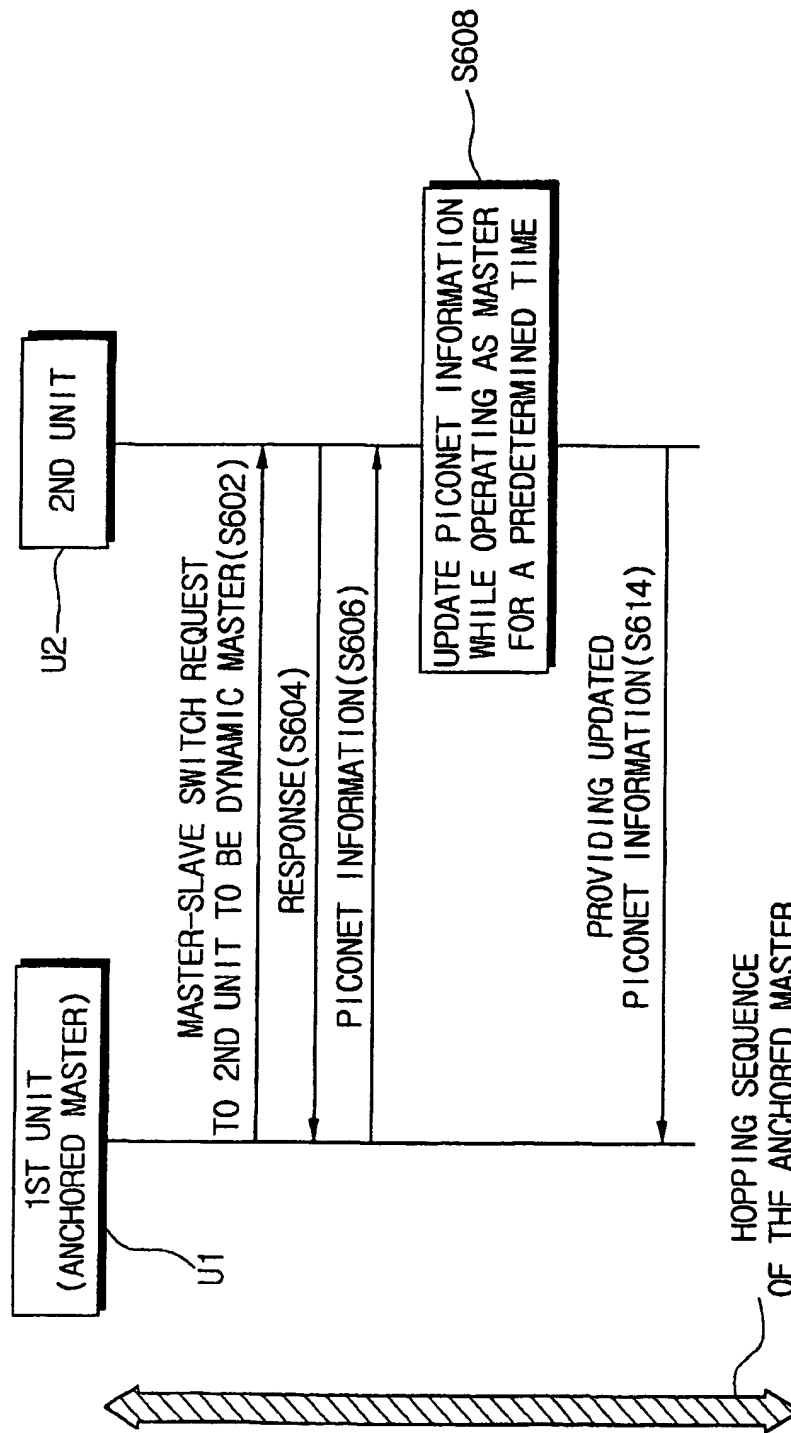 1ST UNIT
(ANCHORED MASTER)
U1
2ND UNIT
U2
MASTER-SLAVE SWITCH REQUEST
TO 2ND UNIT TO BE DYNAMIC MASTER(S602)
RESPONSE(S604)
PICONET INFORMATION(S606)
UPDATE PICONET INFORMATION
WHILE OPERATING AS MASTER
FOR A PREDETERMINED TIME
S608
PROVIDING UPDATED
PICONET INFORMATION(S614)
HOPPING SEQUENCE
OF THE ANCHORED MASTER